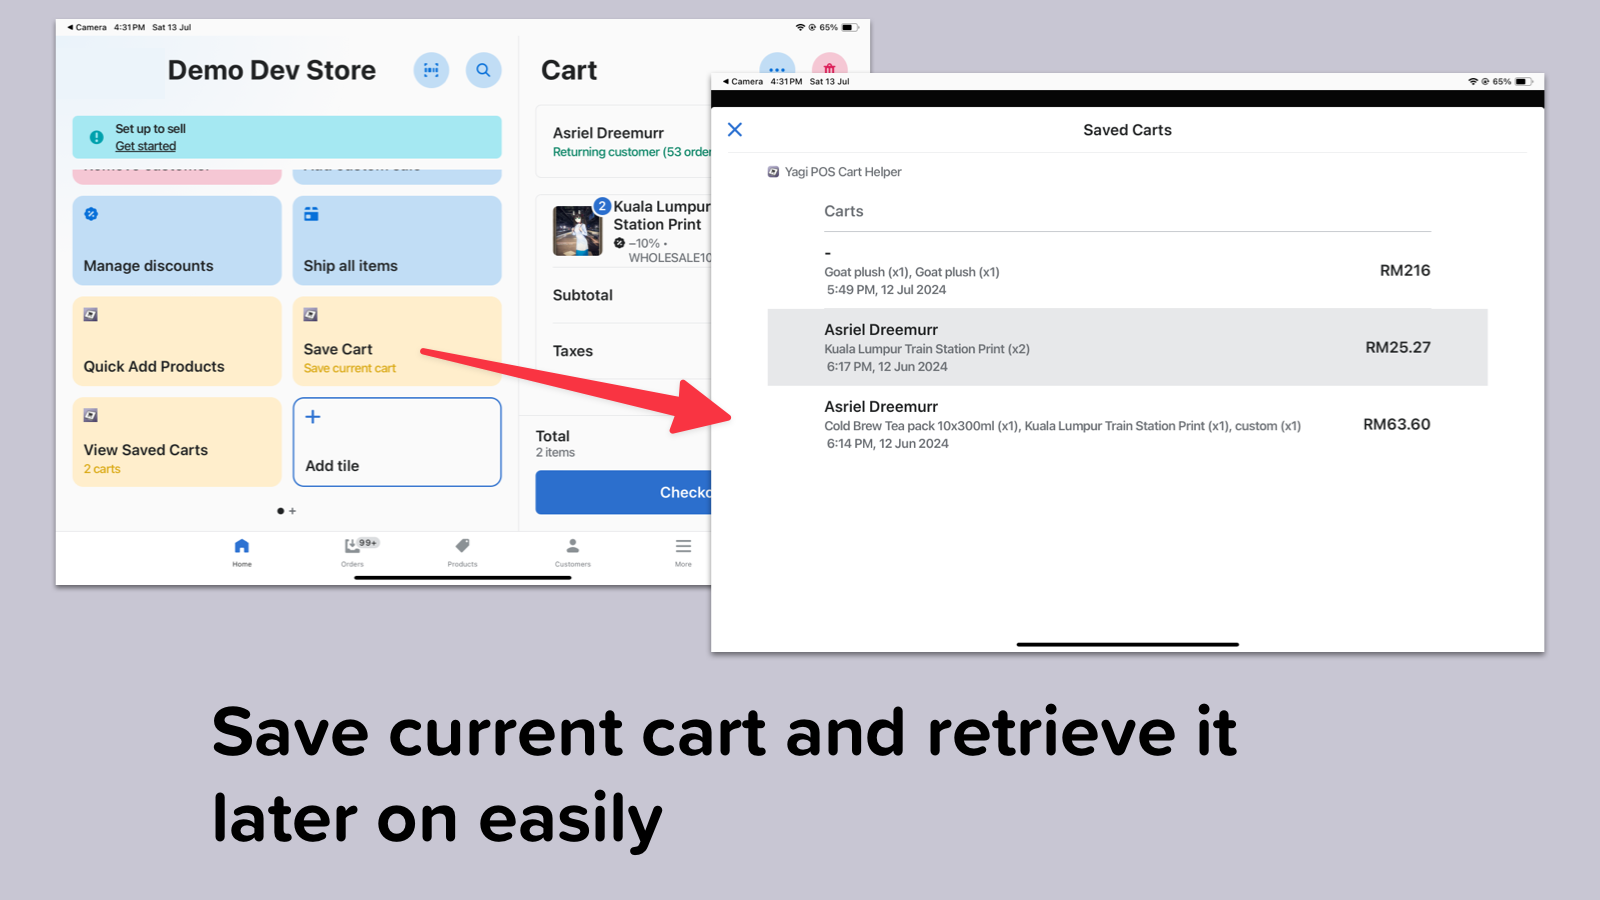 Camera 4:31 PM Sat 13 Jul
65%
Demo Dev Store
Set up to sell
Get started
Manage discounts
Ship all items
Quick Add Products
Save Cart
Save current cart
View Saved Carts
2 carts
Add tile
Home
99+
Orders
Products
Customers
More
Cart
Asriel Dreemurr
Returning customer (53
2
Kuala Lumpur
Station Print
–10% •
WHOLESALE10
Subtotal
Taxes
Total
2 items
Camera 4:31 PM Sat 13 Jul
65%
Saved Carts
Yagi POS Cart Helper
Carts
-
Goat plush (x1), Goat plush (x1)
5:49 PM, 12 Jul 2024
RM216
Asriel Dreemurr
Kuala Lumpur Train Station Print (x2)
6:17 PM, 12 Jun 2024
RM25.27
Asriel Dreemurr
Cold Brew Tea pack 10x300ml (x1), Kuala Lumpur Train Station Print (x1), custom (x1)
6:14 PM, 12 Jun 2024
RM63.60
Save current cart and retrieve it
later on easily